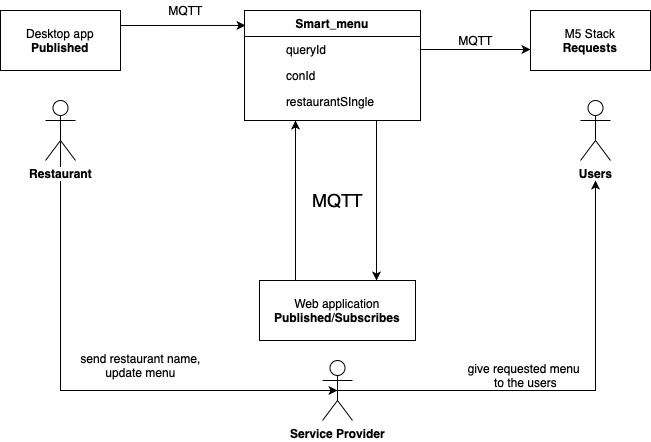 MQTT
Desktop app
Published
Smart_menu
queryId
conId
restaurantSIngle
MQTT
M5 Stack
Requests
Restaurant
Users
MQTT
Web application
Published/Subscribes
send restaurant name,
update menu
give requested menu
to the users
Service Provider